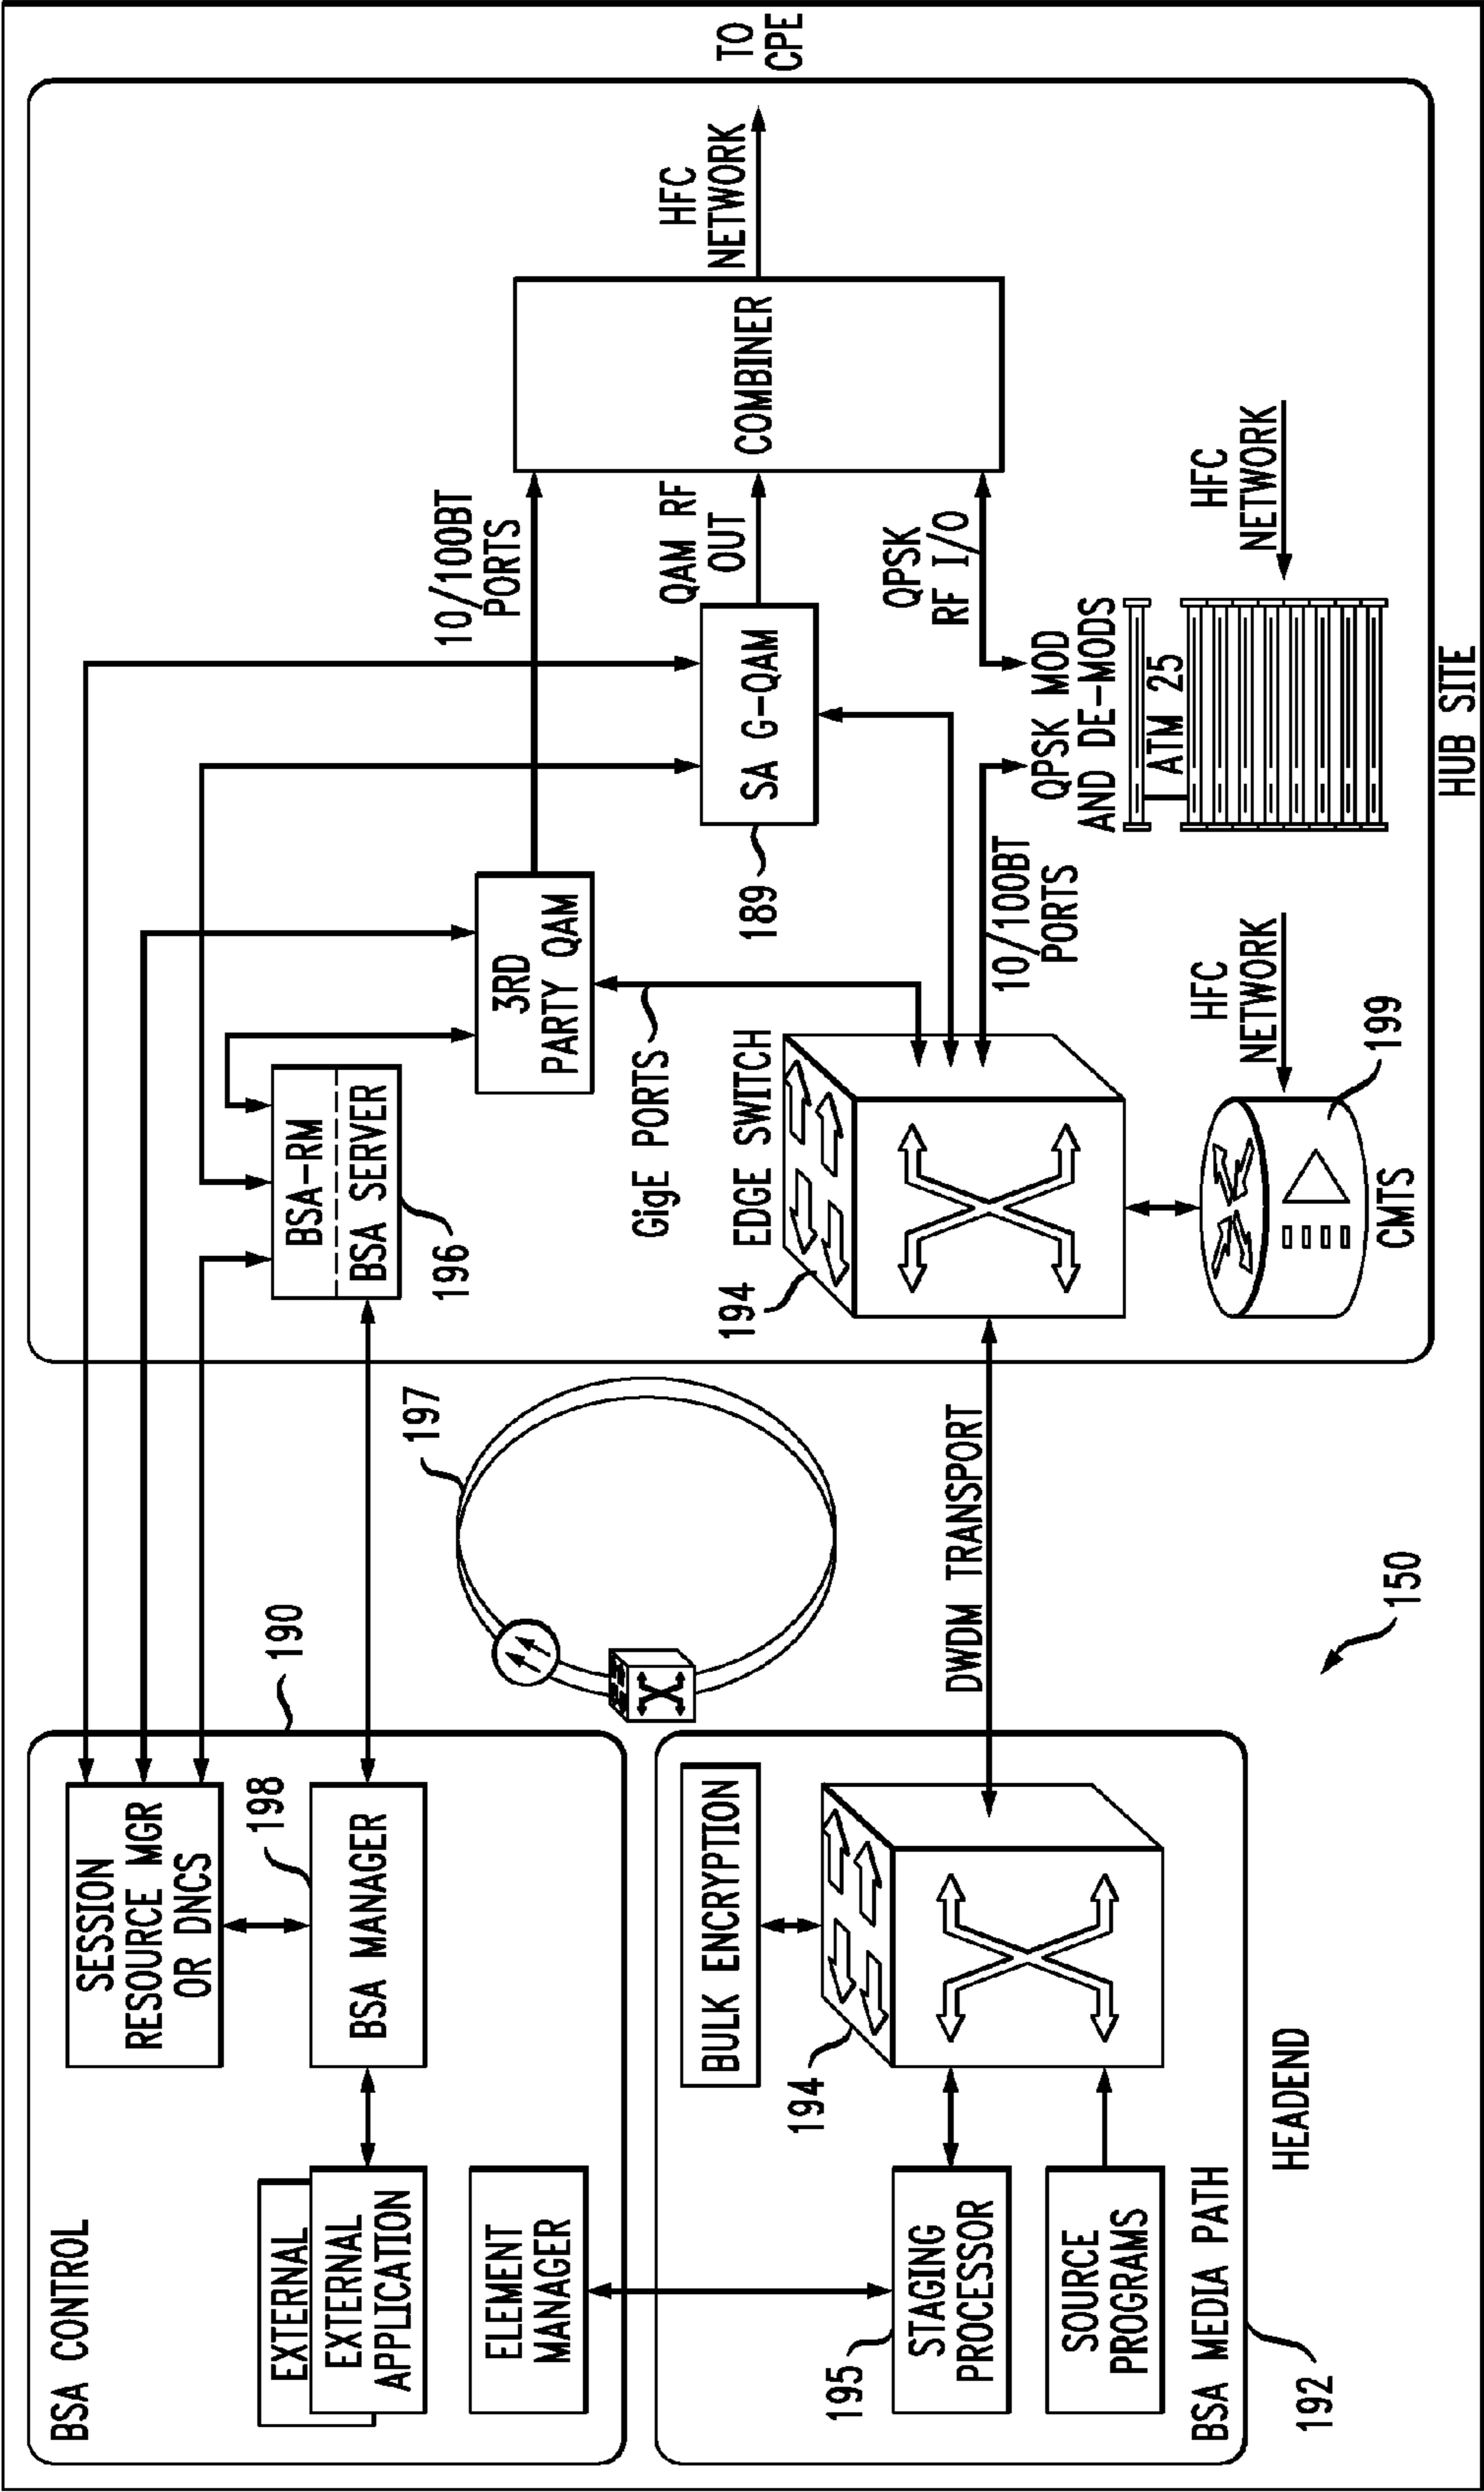 BSA CONTROL
SESSION
RESOURCE MGR
OR DNCS
190
198
EXTERNAL
EXTERNAL
APPLICATION
BSA MANAGER
ELEMENT
MANAGER
BULK ENCRYPTION
194
195
STAGING
PROCESSOR
SOURCE
PROGRAMS
BSA MEDIA PATH
192
HEADEND
197
DWDM TRANSPORT
150
BSA-RM
BSA SERVER
196
3RD
PARTY QAM
10/100BT
PORTS
GigE PORTS
EDGE SWITCH
194
SA G-QAM
189
QAM RF
OUT
QPSK
RF I/O
COMBINER
HFC
NETWORK
TO
CPE
10/100BT
PORTS
QPSK MOD
AND DE-MODS
ATM 25
HFC
NETWORK
HFC
NETWORK
199
CMTS
HUB SITE